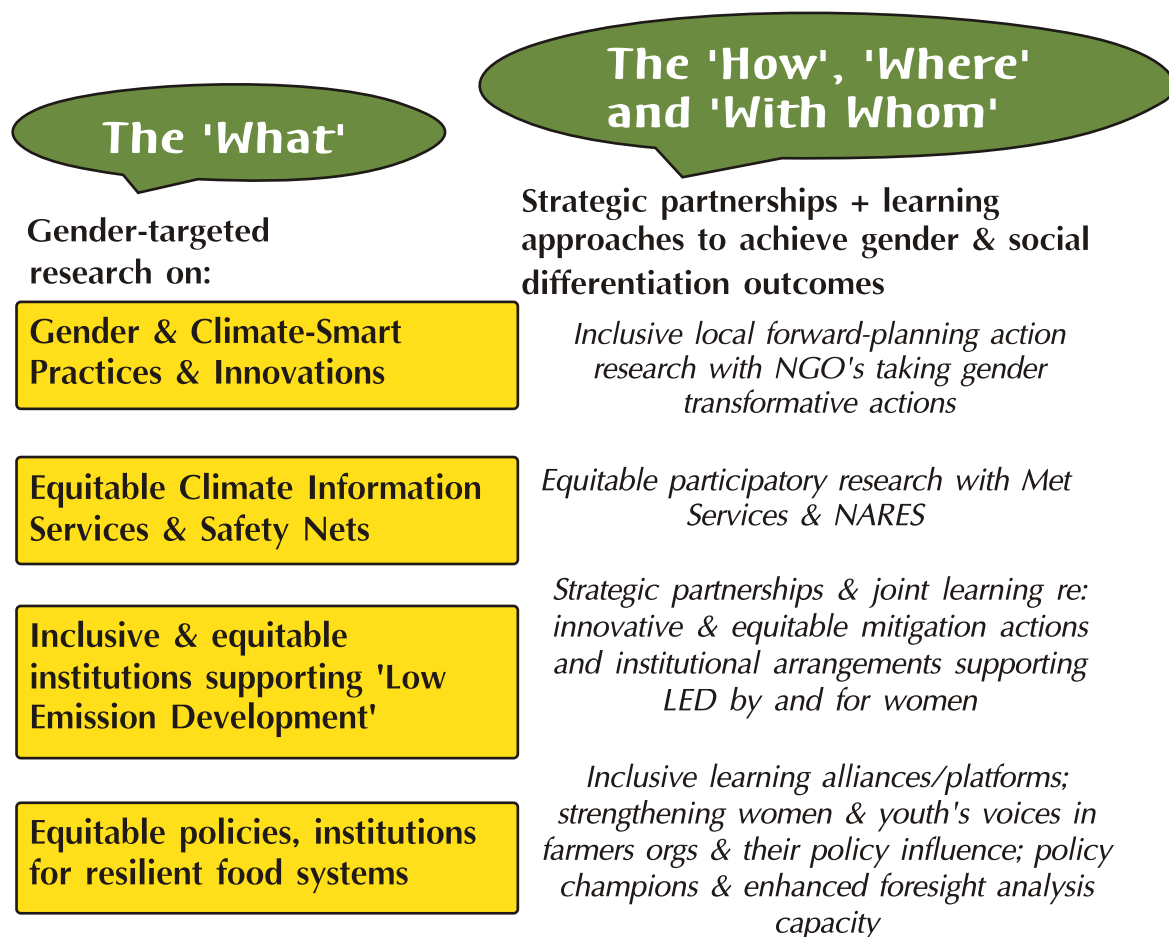 The 'What'
Gender-targeted
research on:
Gender & Climate-Smart
Practices & Innovations
Equitable Climate Information
Services & Safety Nets
Inclusive & equitable
institutions supporting 'Low
Emission Development'
Equitable policies, institutions
for resilient food systems
The 'How', 'Where'
and 'With Whom'
Strategic partnerships + learning
approaches to achieve gender & social
differentiation outcomes
Inclusive local forward-planning action
research with NGO's taking gender
transformative actions
Equitable participatory research with Met
Services & NARES
Strategic partnerships & joint learning re:
innovative & equitable mitigation actions
and institutional arrangements supporting
LED by and for women
Inclusive learning alliances/platforms;
strengthening women & youth's voices in
farmers orgs & their policy influence; policy
champions & enhanced foresight analysis
capacity